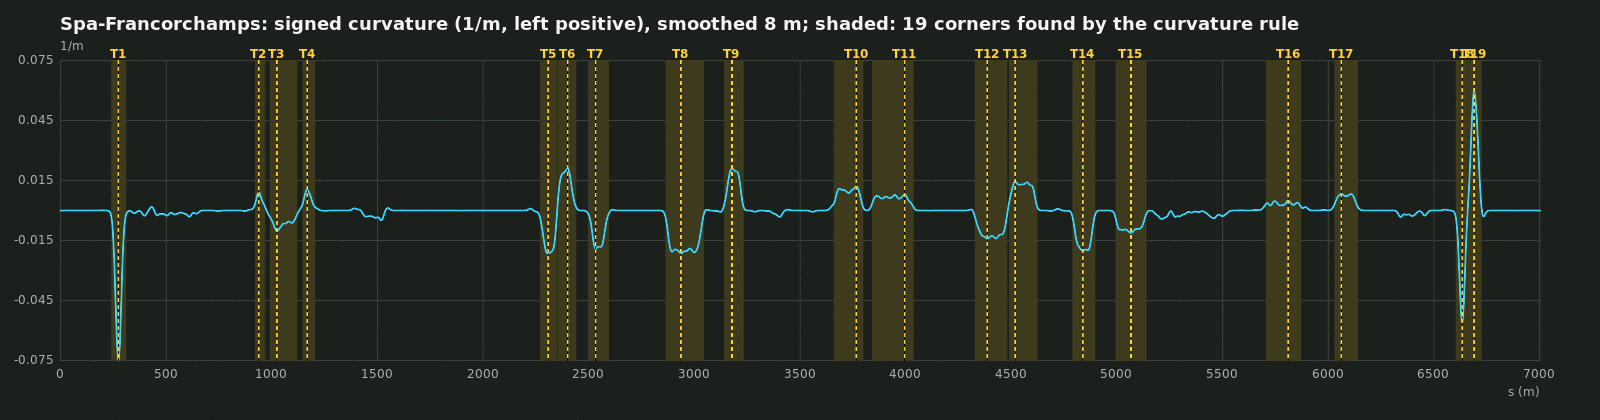 Spa-Francorchamps: signed curvature (1/m, left positive), smoothed 8 m; shaded: 19 corners found by the curvature rule
1/m
T1 T2 T3 T4 T5 T6 T7 T8 T9 T10 T11 T12 T13 T14 T15 T16 T17 T18 T19
0.075
0.045
0.015
-0.015
-0.045
-0.075
0 500 1000 1500 2000 2500 3000 3500 4000 4500 5000 5500 6000 6500 7000
s (m)